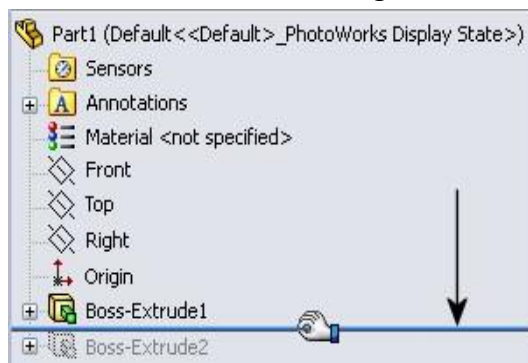 Part1 (Default<<Default>_PhotoWorks Display State>)
Sensors
A Annotations
Material <not specified>
Front
Top
Right
Origin
Boss-Extrude1
Boss-Extrude2